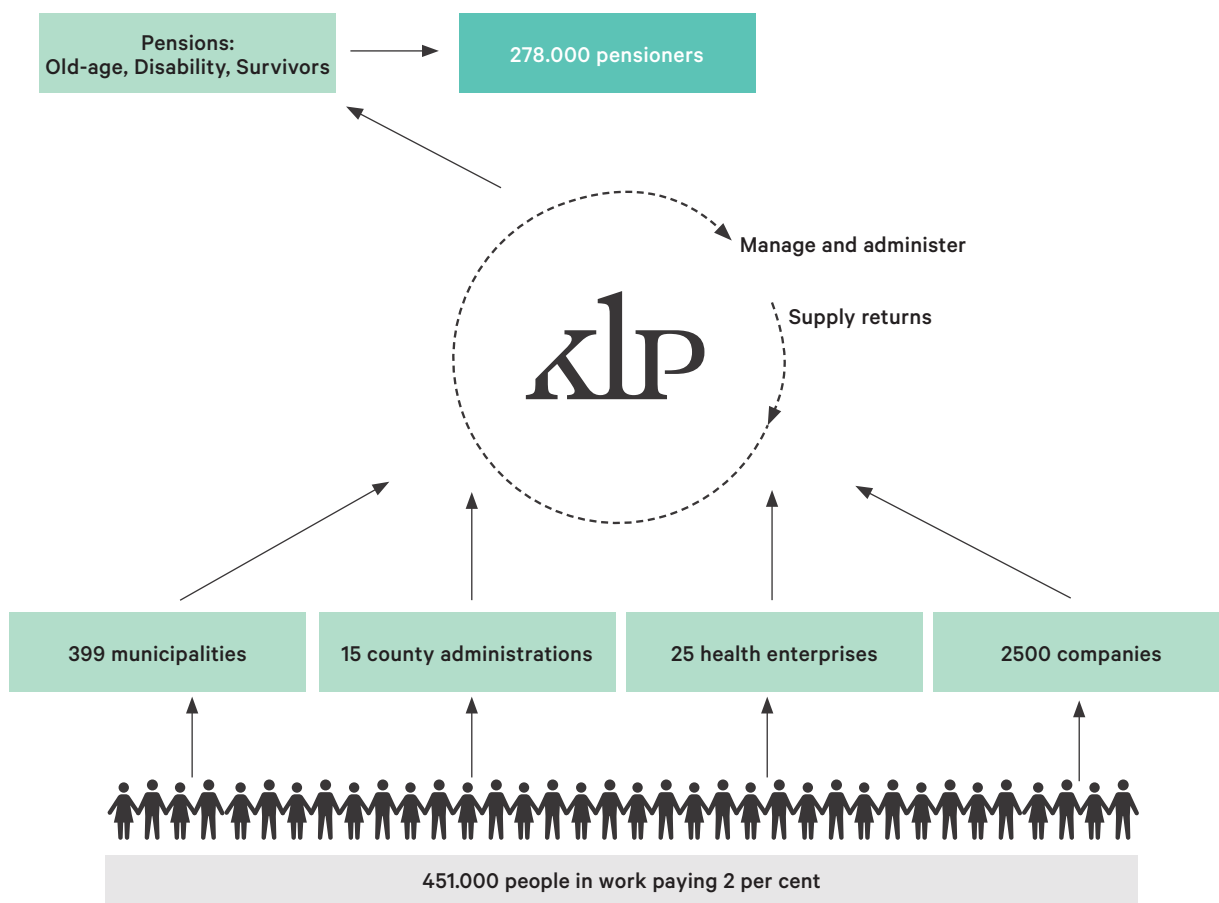 Pensions:
Old-age, Disability, Survivors
278.000 pensioners
Manage and administer
Supply returns
klp
399 municipalities
15 county administrations
25 health enterprises
2500 companies
451.000 people in work paying 2 per cent